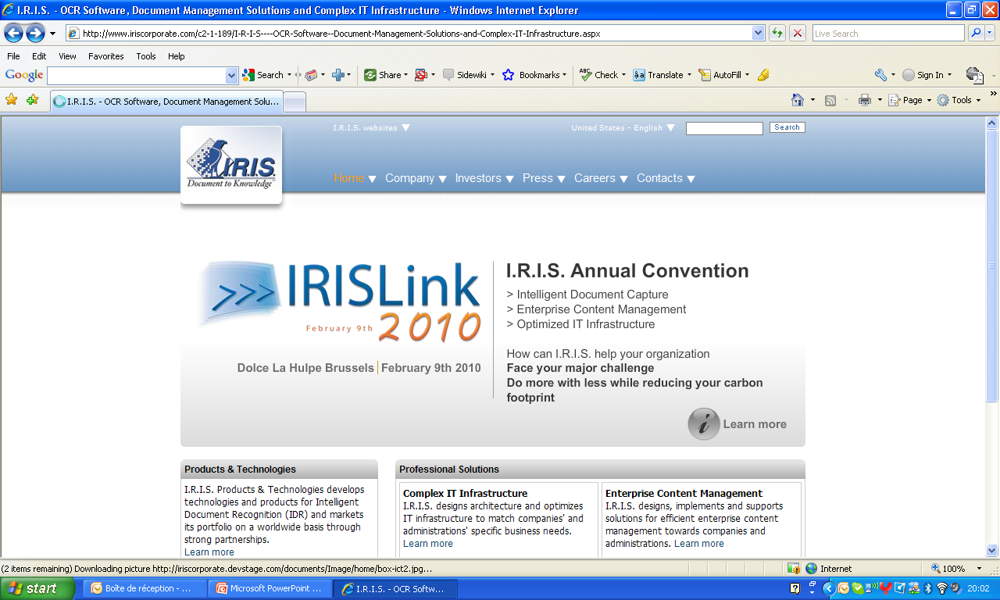 I.R.I.S. - OCR Software, Document Management Solutions and Complex IT Infrastructure - Windows Internet Explorer
http://www.iriscorporate.com/c2-1-189/I-R-I-S----OCR-Software--Document-Management-Solutions-and-Complex-IT-Infrastructure.aspx
Live Search
File Edit View Favorites Tools Help
Google Search Share Sidewiki Bookmarks ABC Check Translate AutoFill Sign In
I.R.I.S. - OCR Software, Document Management Solu... Page Tools
I.R.I.S. websites United States - English Search
I.R.I.S.
Document to Knowledge
Home Company Investors Press Careers Contacts
IRISLink
February 9th 2010
Dolce La Hulpe Brussels | February 9th 2010
I.R.I.S. Annual Convention
> Intelligent Document Capture
> Enterprise Content Management
> Optimized IT Infrastructure
How can I.R.I.S. help your organization
Face your major challenge
Do more with less while reducing your carbon
footprint
i Learn more
Products & Technologies
I.R.I.S. Products & Technologies develops
technologies and products for Intelligent
Document Recognition (IDR) and markets
its portfolio on a worldwide basis through
strong partnerships.
Learn more
Professional Solutions
Complex IT Infrastructure
I.R.I.S. designs architecture and optimizes
IT infrastructure to match companies' and
administrations' specific business needs.
Learn more
Enterprise Content Management
I.R.I.S. designs, implements and supports
solutions for efficient enterprise content
management towards companies and
administrations. Learn more
(2 items remaining) Downloading picture http://iriscorporate.devstage.com/documents/Image/home/box-ict2.jpg... Internet 100%
start Boîte de réception - ... Microsoft PowerPoint ... I.R.I.S. - OCR Softw... 20:02